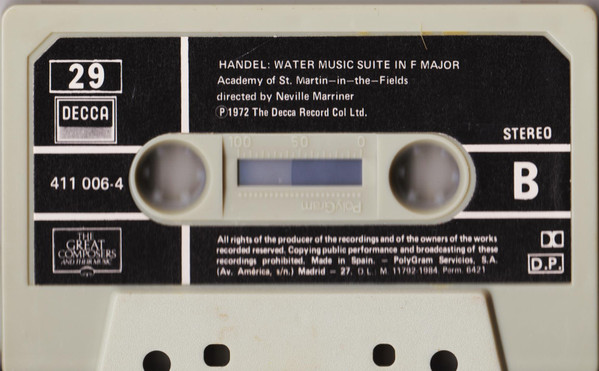 29
DECCA
HANDEL: WATER MUSIC SUITE IN F MAJOR
Academy of St. Martin-in-the-Fields
directed by Neville Marriner
Ⓟ1972 The Decca Record Col Ltd.
STEREO
411 006-4
100 50 0
PolyGram
B
THE
GREAT
COMPOSERS
AND THEIR MUSIC
All rights of the producer of the recordings and of the owners of the works
recorded reserved. Copying public performance and broadcasting of these
recordings prohibited. Made in Spain. - PolyGram Servicios, S.A.
(Av. América, s/n.) Madrid - 27. D. L.: M. 11792-1984. Perm. 6421
D.P.